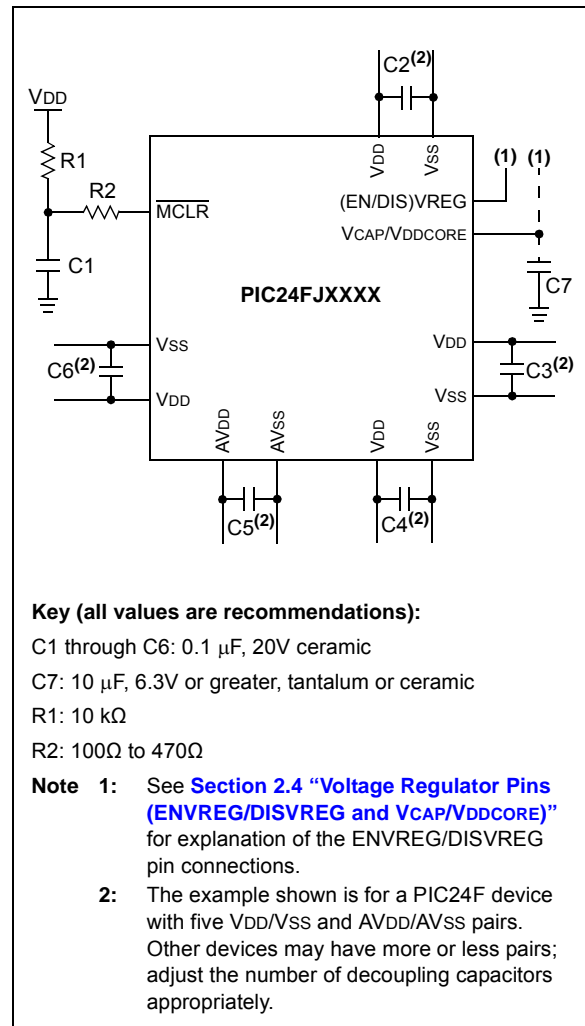 C2(2)
VDD
R1
R2
MCLR
C1
VDD
VSS
(1) (1)
(EN/DIS)VREG
VCAP/VDDCORE
C7
PIC24FJXXXX
VSS
C6(2)
VDD
VDD
C3(2)
VSS
AVDD
AVSS
VDD
VSS
C5(2)
C4(2)
Key (all values are recommendations):
C1 through C6: 0.1 μF, 20V ceramic
C7: 10 μF, 6.3V or greater, tantalum or ceramic
R1: 10 kΩ
R2: 100Ω to 470Ω
Note 1: See Section 2.4 “Voltage Regulator Pins
(ENVREG/DISVREG and VCAP/VDDCORE)”
for explanation of the ENVREG/DISVREG
pin connections.
2: The example shown is for a PIC24F device
with five VDD/VSS and AVDD/AVSS pairs.
Other devices may have more or less pairs;
adjust the number of decoupling capacitors
appropriately.